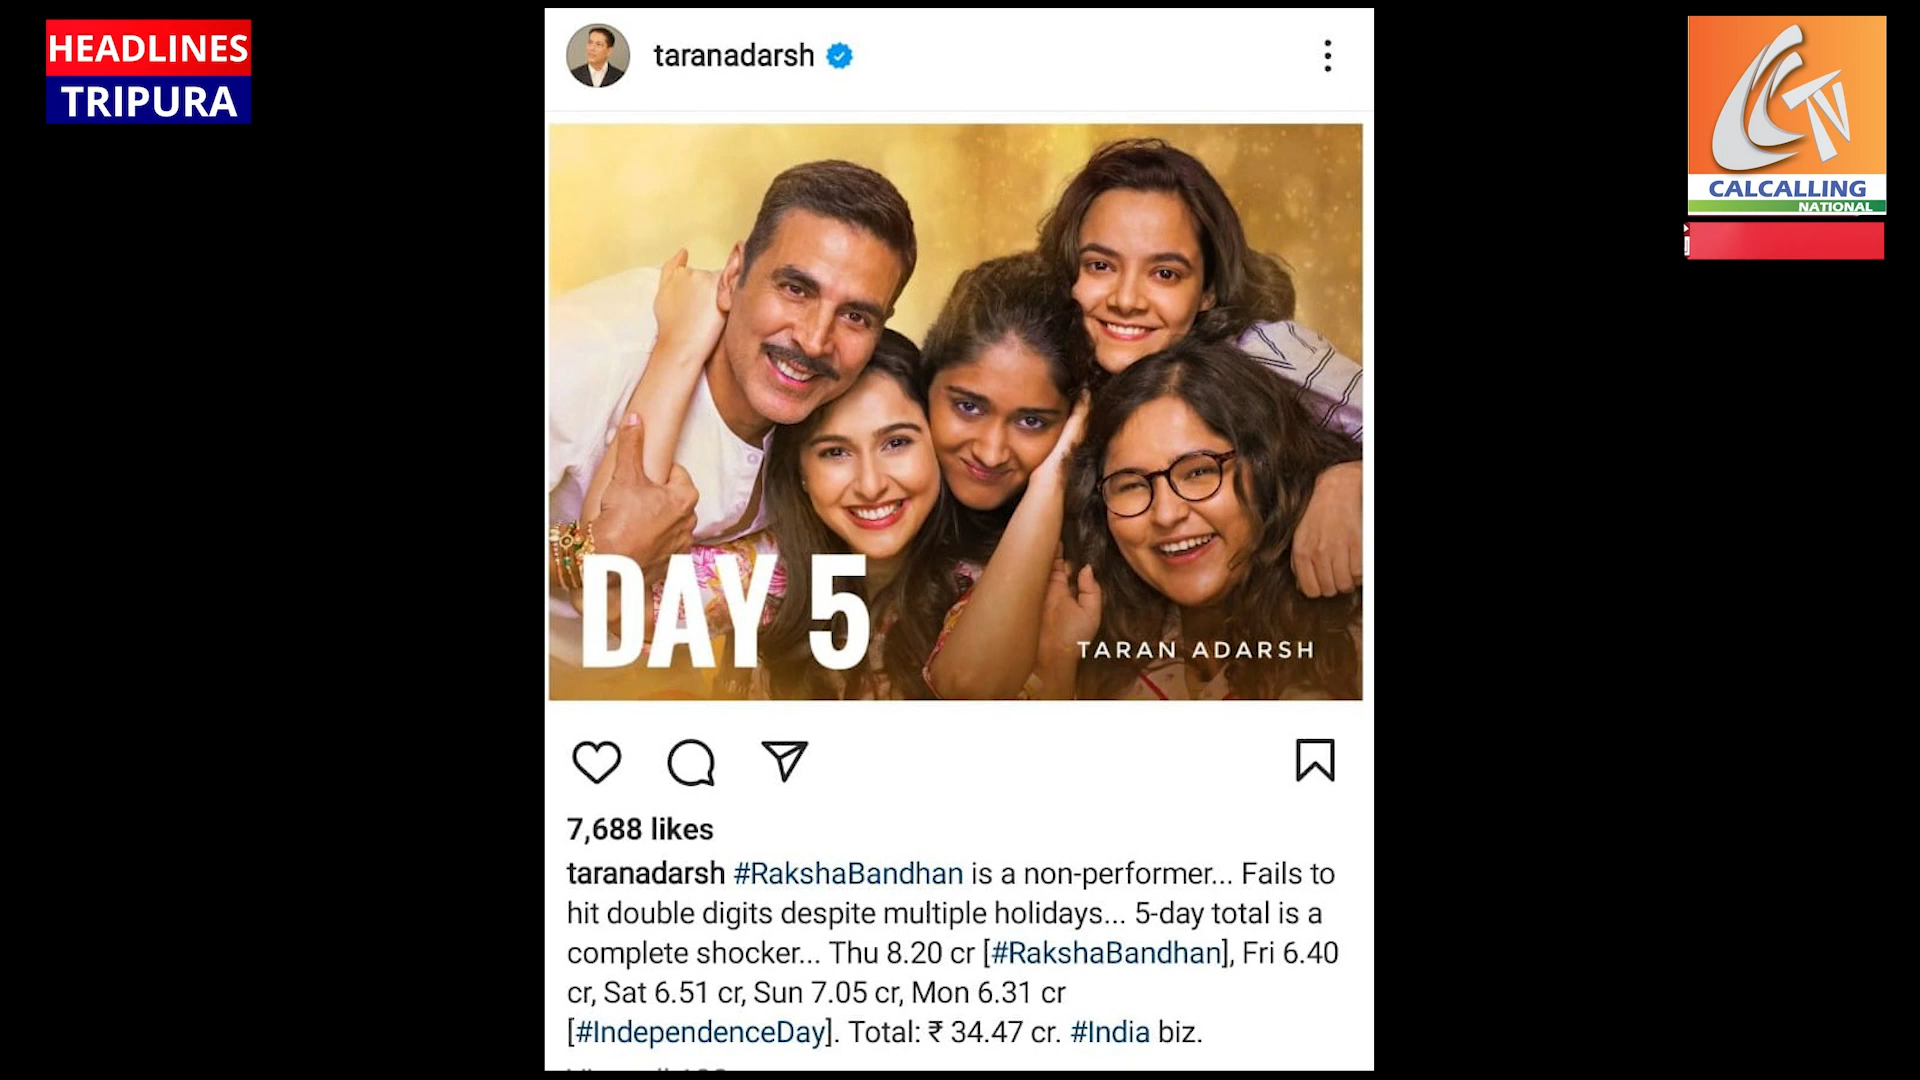 HEADLINES
TRIPURA
taranadarsh
CALCALLING
NATIONAL
DAY 5
TARAN ADARSH
7,688 likes
taranadarsh #RakshaBandhan is a non-performer... Fails to
hit double digits despite multiple holidays... 5-day total is a
complete shocker... Thu 8.20 cr [#RakshaBandhan], Fri 6.40
cr, Sat 6.51 cr, Sun 7.05 cr, Mon 6.31 cr
[#IndependenceDay]. Total: ₹ 34.47 cr. #India biz.